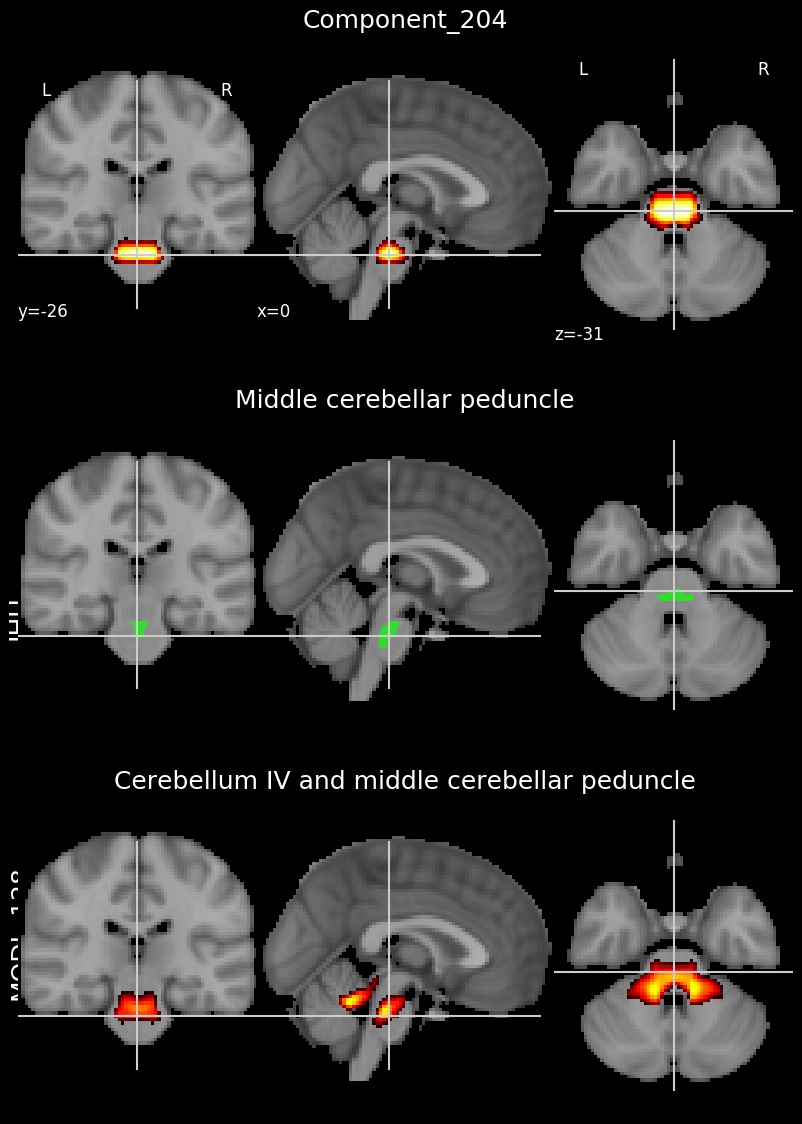 Component_204
L R L R
y=-26 x=0 z=-31
Middle cerebellar peduncle
Cerebellum IV and middle cerebellar peduncle